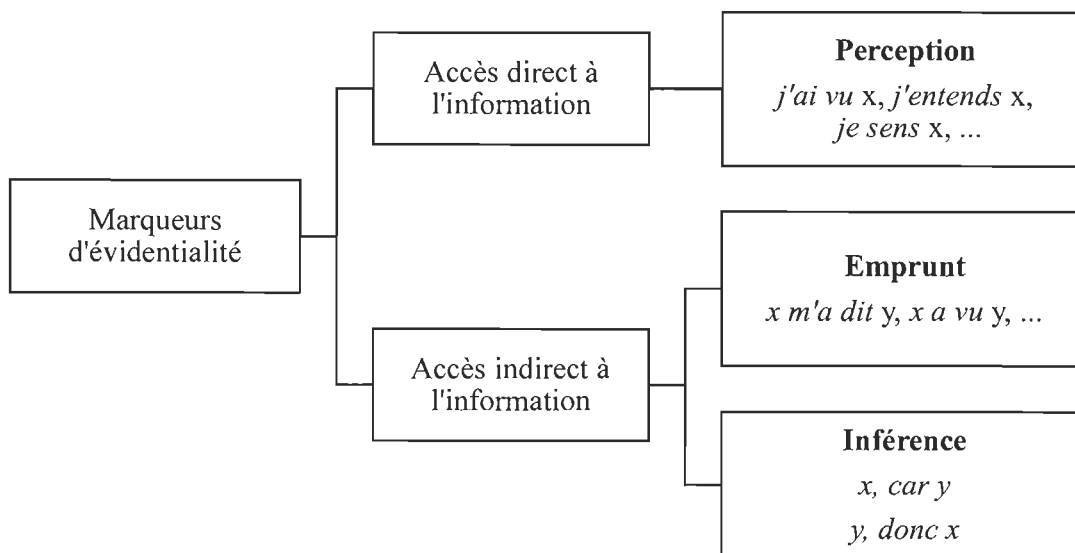 Marqueurs
d'évidentialité
Accès direct à
l'information
Perception
j'ai vu x, j'entends x,
je sens x, ...
Accès indirect à
l'information
Emprunt
x m'a dit y, x a vu y, ...
Inférence
x, car y
y, donc x